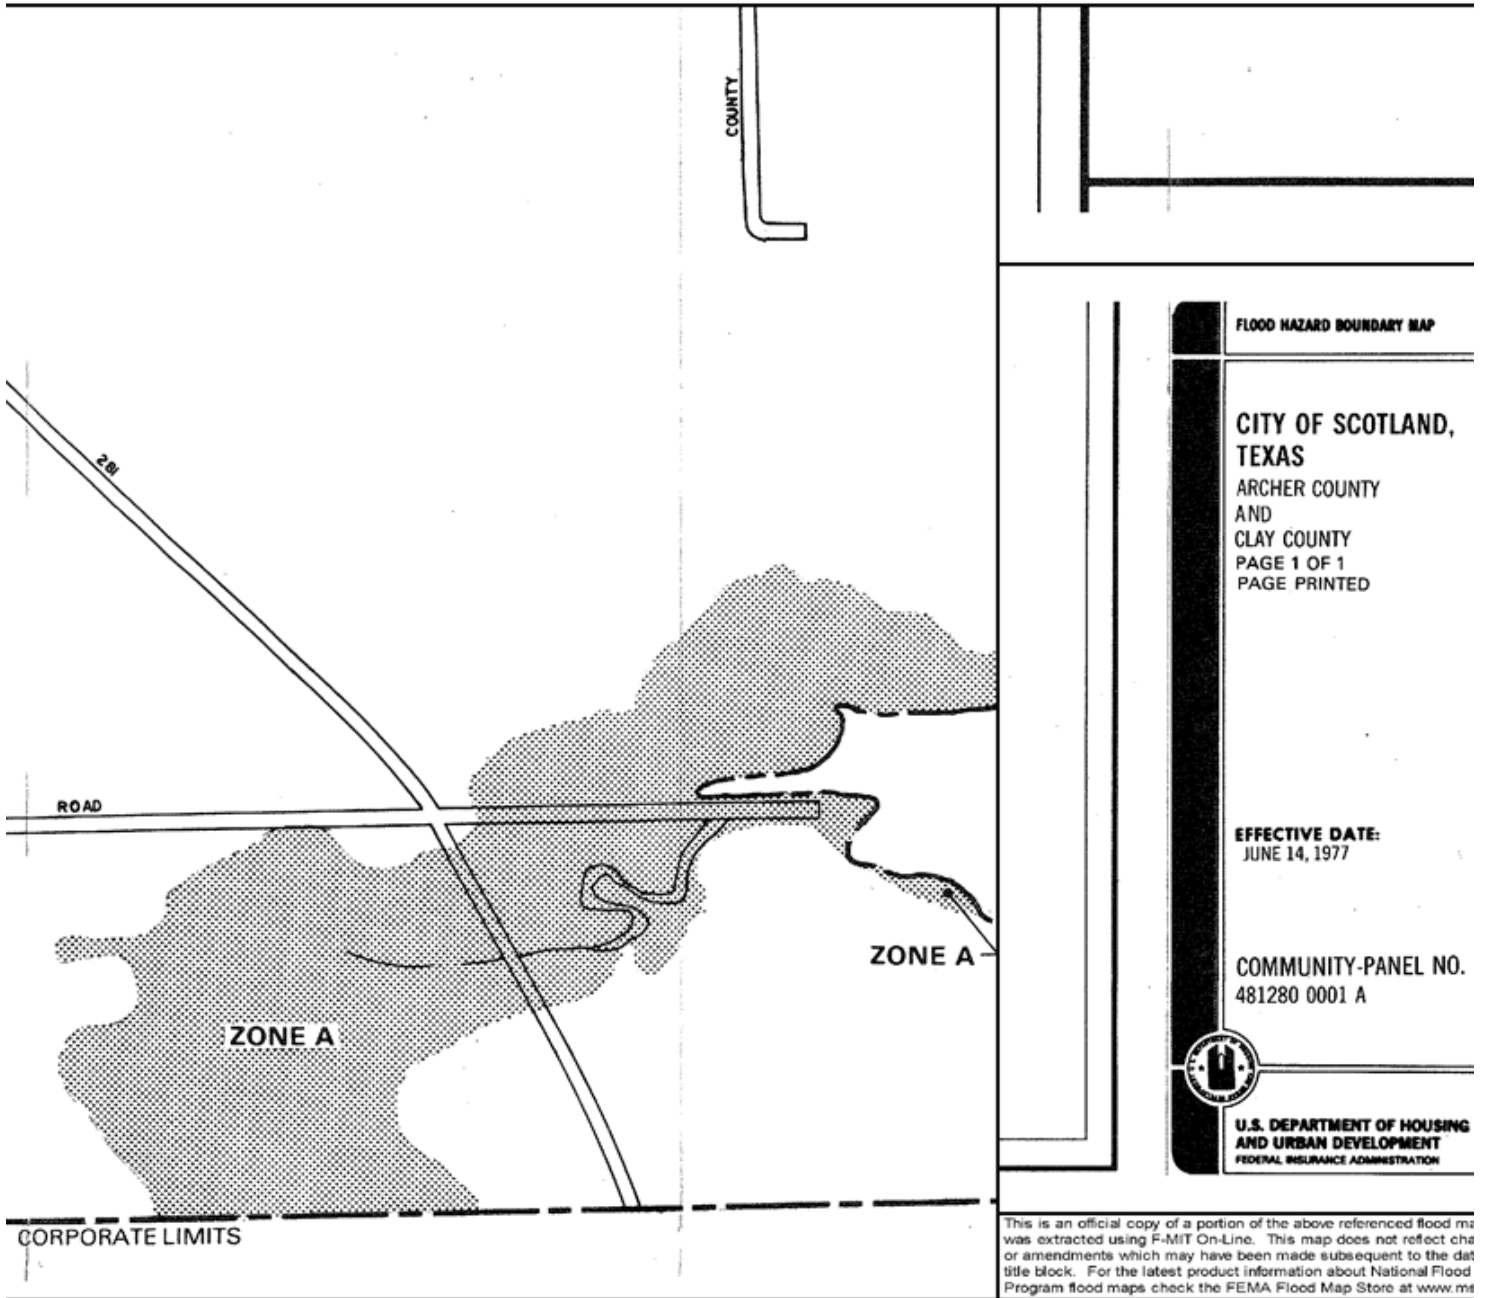 COUNTY
281
ROAD
ZONE A
ZONE A
CORPORATE LIMITS
FLOOD HAZARD BOUNDARY MAP
CITY OF SCOTLAND,
TEXAS
ARCHER COUNTY
AND
CLAY COUNTY
PAGE 1 OF 1
PAGE PRINTED
EFFECTIVE DATE:
JUNE 14, 1977
COMMUNITY-PANEL NO.
481280 0001 A
U.S. DEPARTMENT OF HOUSING
AND URBAN DEVELOPMENT
FEDERAL INSURANCE ADMINISTRATION
This is an official copy of a portion of the above referenced flood ma
was extracted using F-MIT On-Line. This map does not reflect cha
or amendments which may have been made subsequent to the dat
title block. For the latest product information about National Flood
Program flood maps check the FEMA Flood Map Store at www.ms